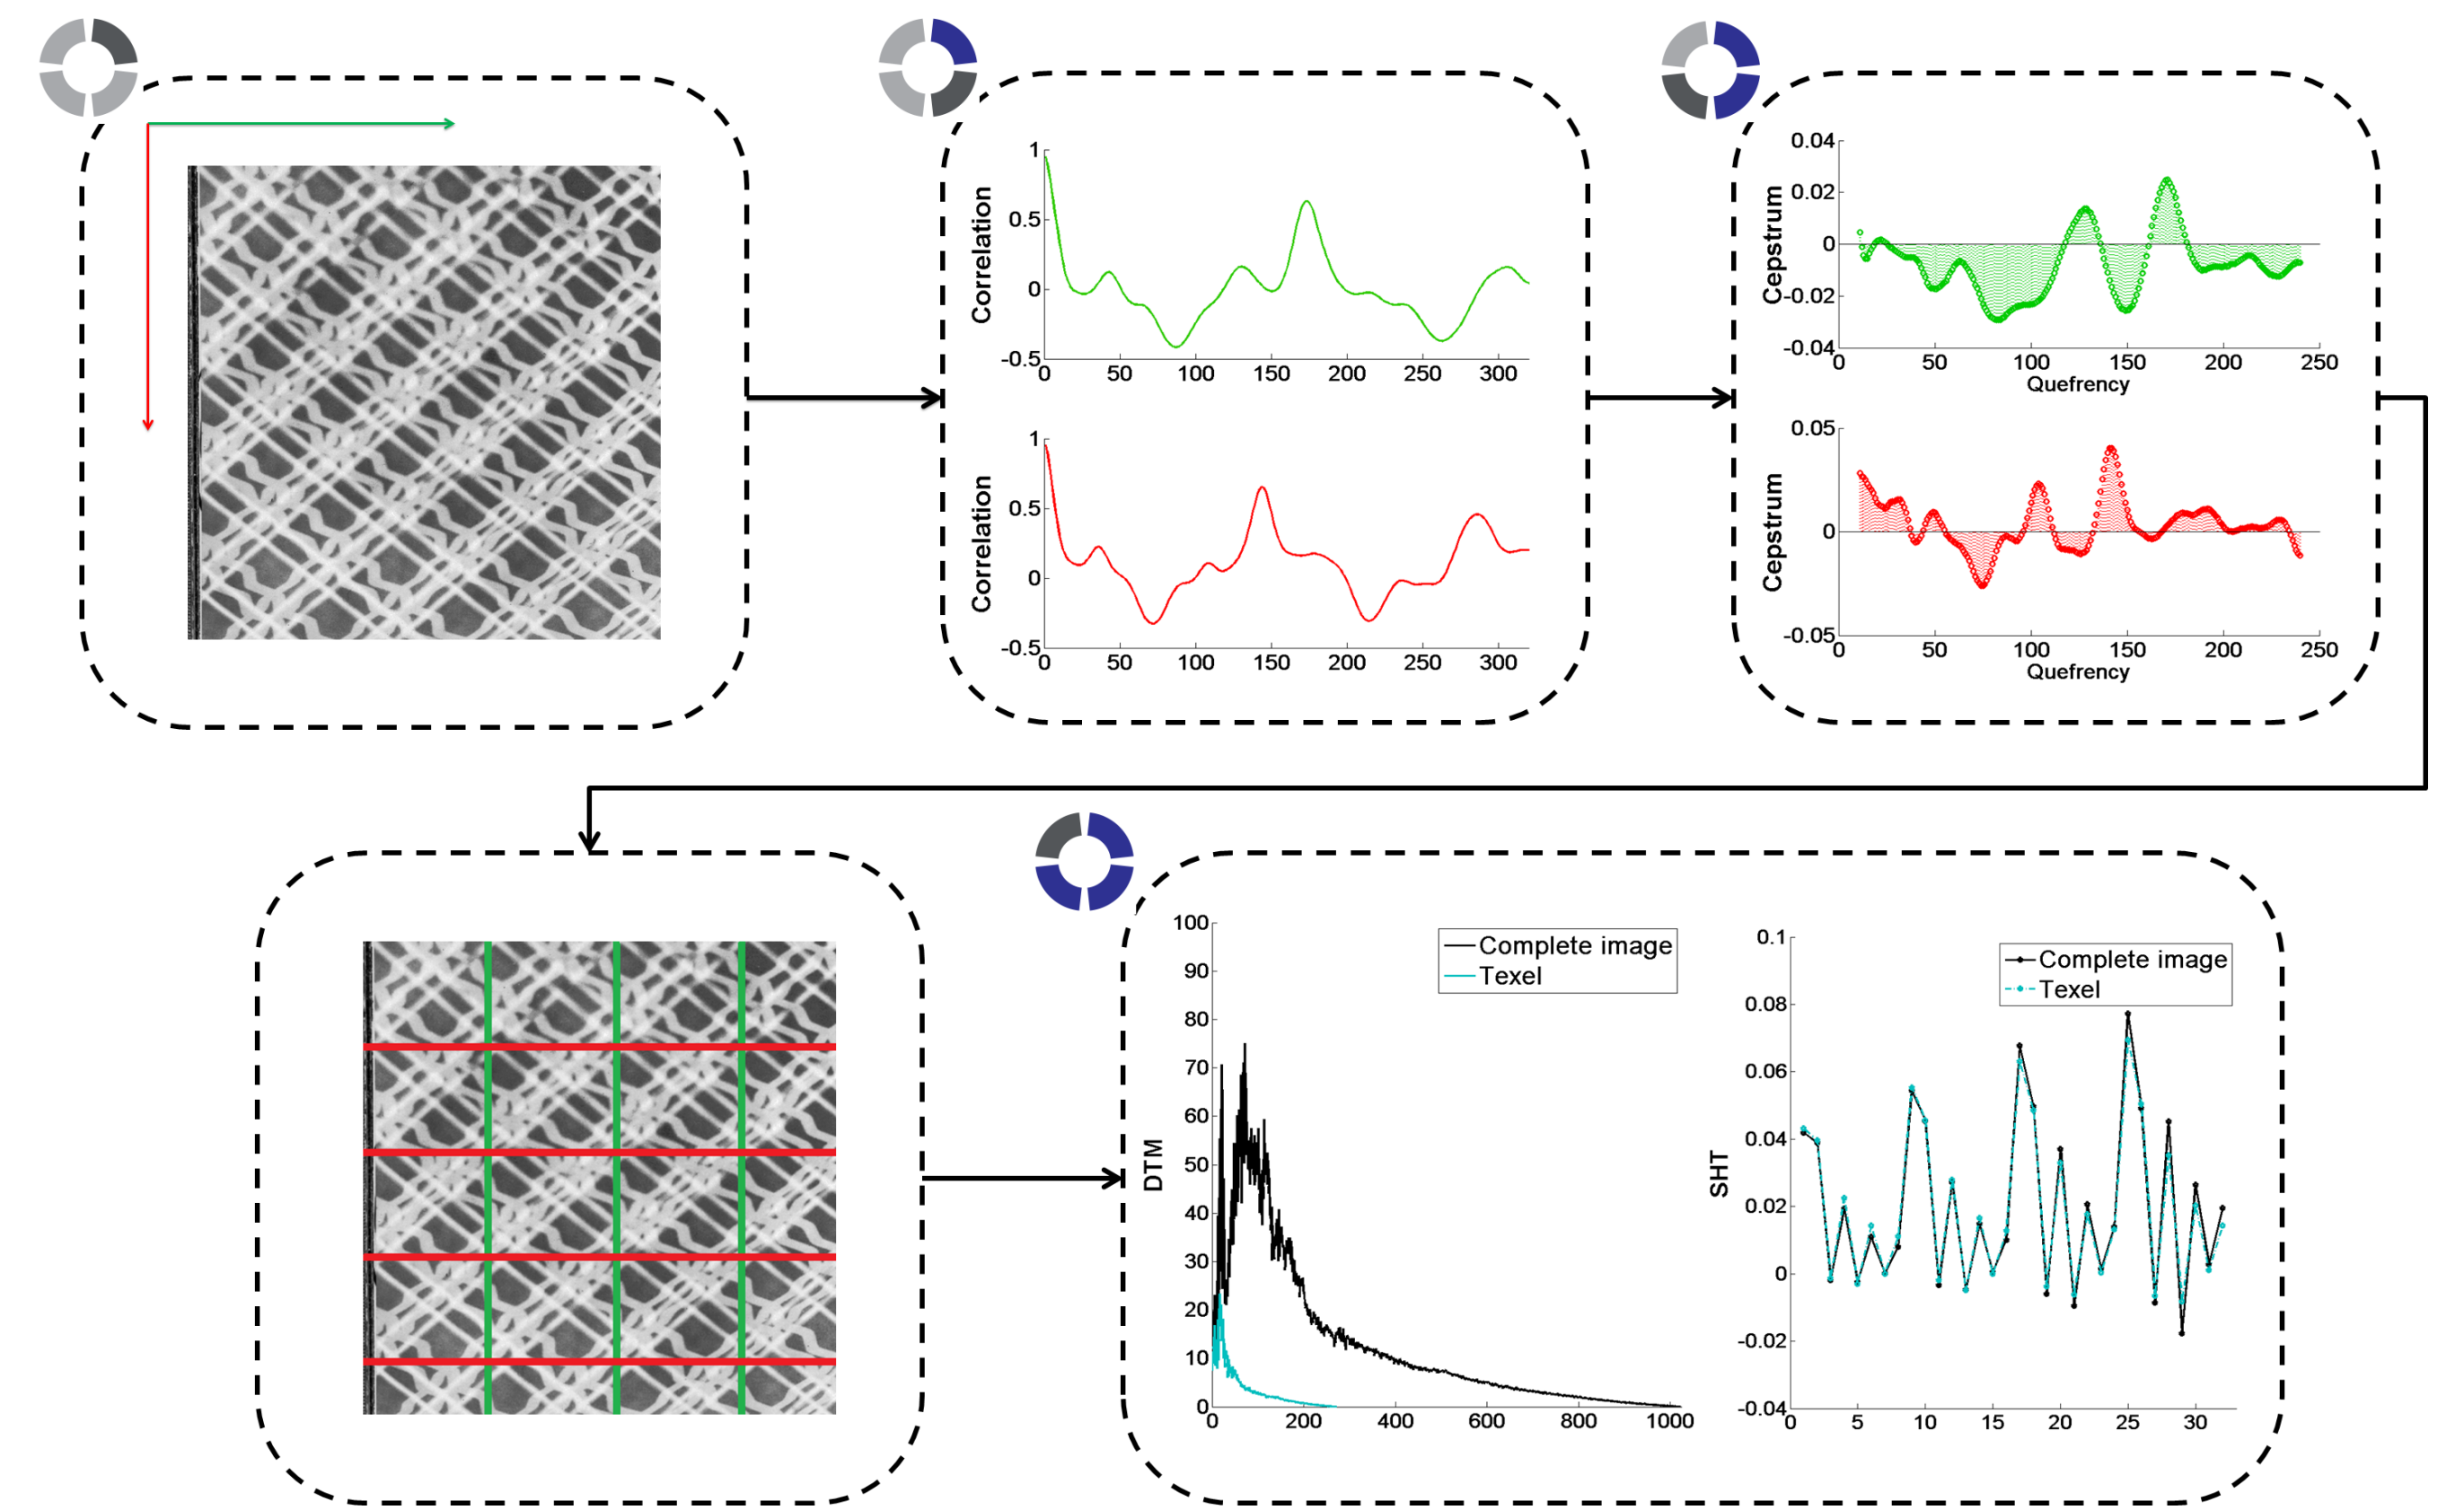 1
0.5
0
-0.5
Correlation
0 50 100 150 200 250 300
1
0.5
0
-0.5
Correlation
0 50 100 150 200 250 300
0.04
0.02
0
-0.02
-0.04
Cepstrum
0 50 100 150 200 250
Quefrency
0.05
0
-0.05
Cepstrum
0 50 100 150 200 250
Quefrency
100
90
80
70
60
50
40
30
20
10
0
DTM
Complete image
Texel
0 200 400 600 800 1000
0.1
0.08
0.06
0.04
0.02
0
-0.02
-0.04
SHT
Complete image
Texel
0 5 10 15 20 25 30